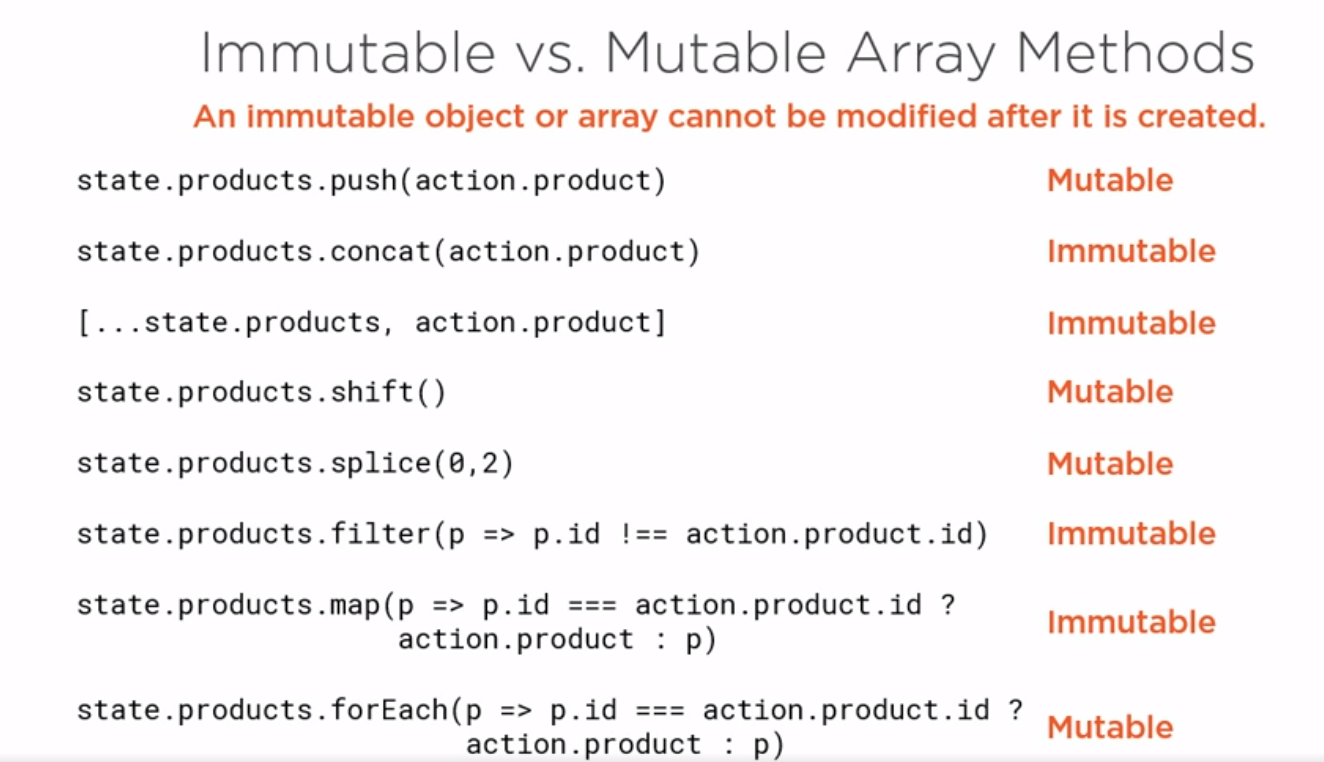 Immutable vs. Mutable Array Methods
An immutable object or array cannot be modified after it is created.
state.products.push(action.product) Mutable
state.products.concat(action.product) Immutable
[...state.products, action.product] Immutable
state.products.shift() Mutable
state.products.splice(0,2) Mutable
state.products.filter(p => p.id !== action.product.id) Immutable
state.products.map(p => p.id === action.product.id ?
action.product : p)
Immutable
state.products.forEach(p => p.id === action.product.id ?
action.product : p)
Mutable